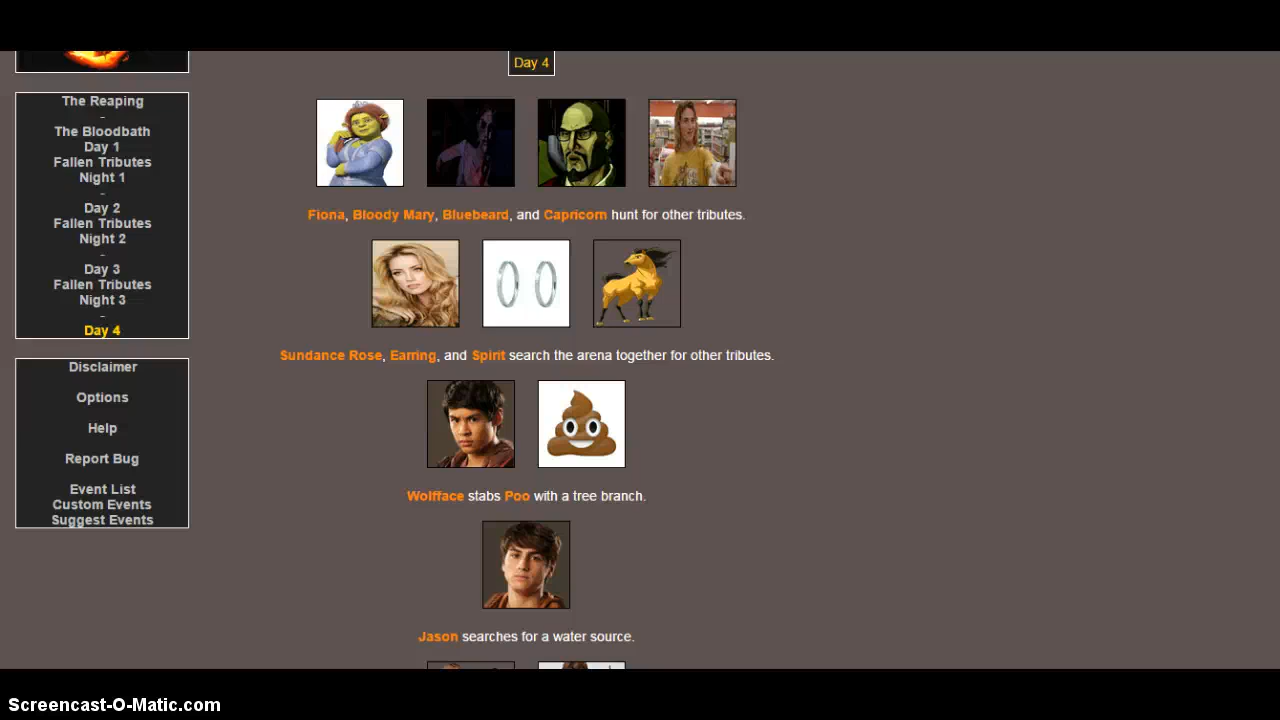 Day 4
The Reaping
-
The Bloodbath
Day 1
Fallen Tributes
Night 1
-
Day 2
Fallen Tributes
Night 2
-
Day 3
Fallen Tributes
Night 3
-
Day 4
Disclaimer
Options
Help
Report Bug
Event List
Custom Events
Suggest Events
Fiona, Bloody Mary, Bluebeard, and Capricorn hunt for other tributes.
Sundance Rose, Earring, and Spirit search the arena together for other tributes.
Wolfface stabs Poo with a tree branch.
Jason searches for a water source.
Screencast-O-Matic.com